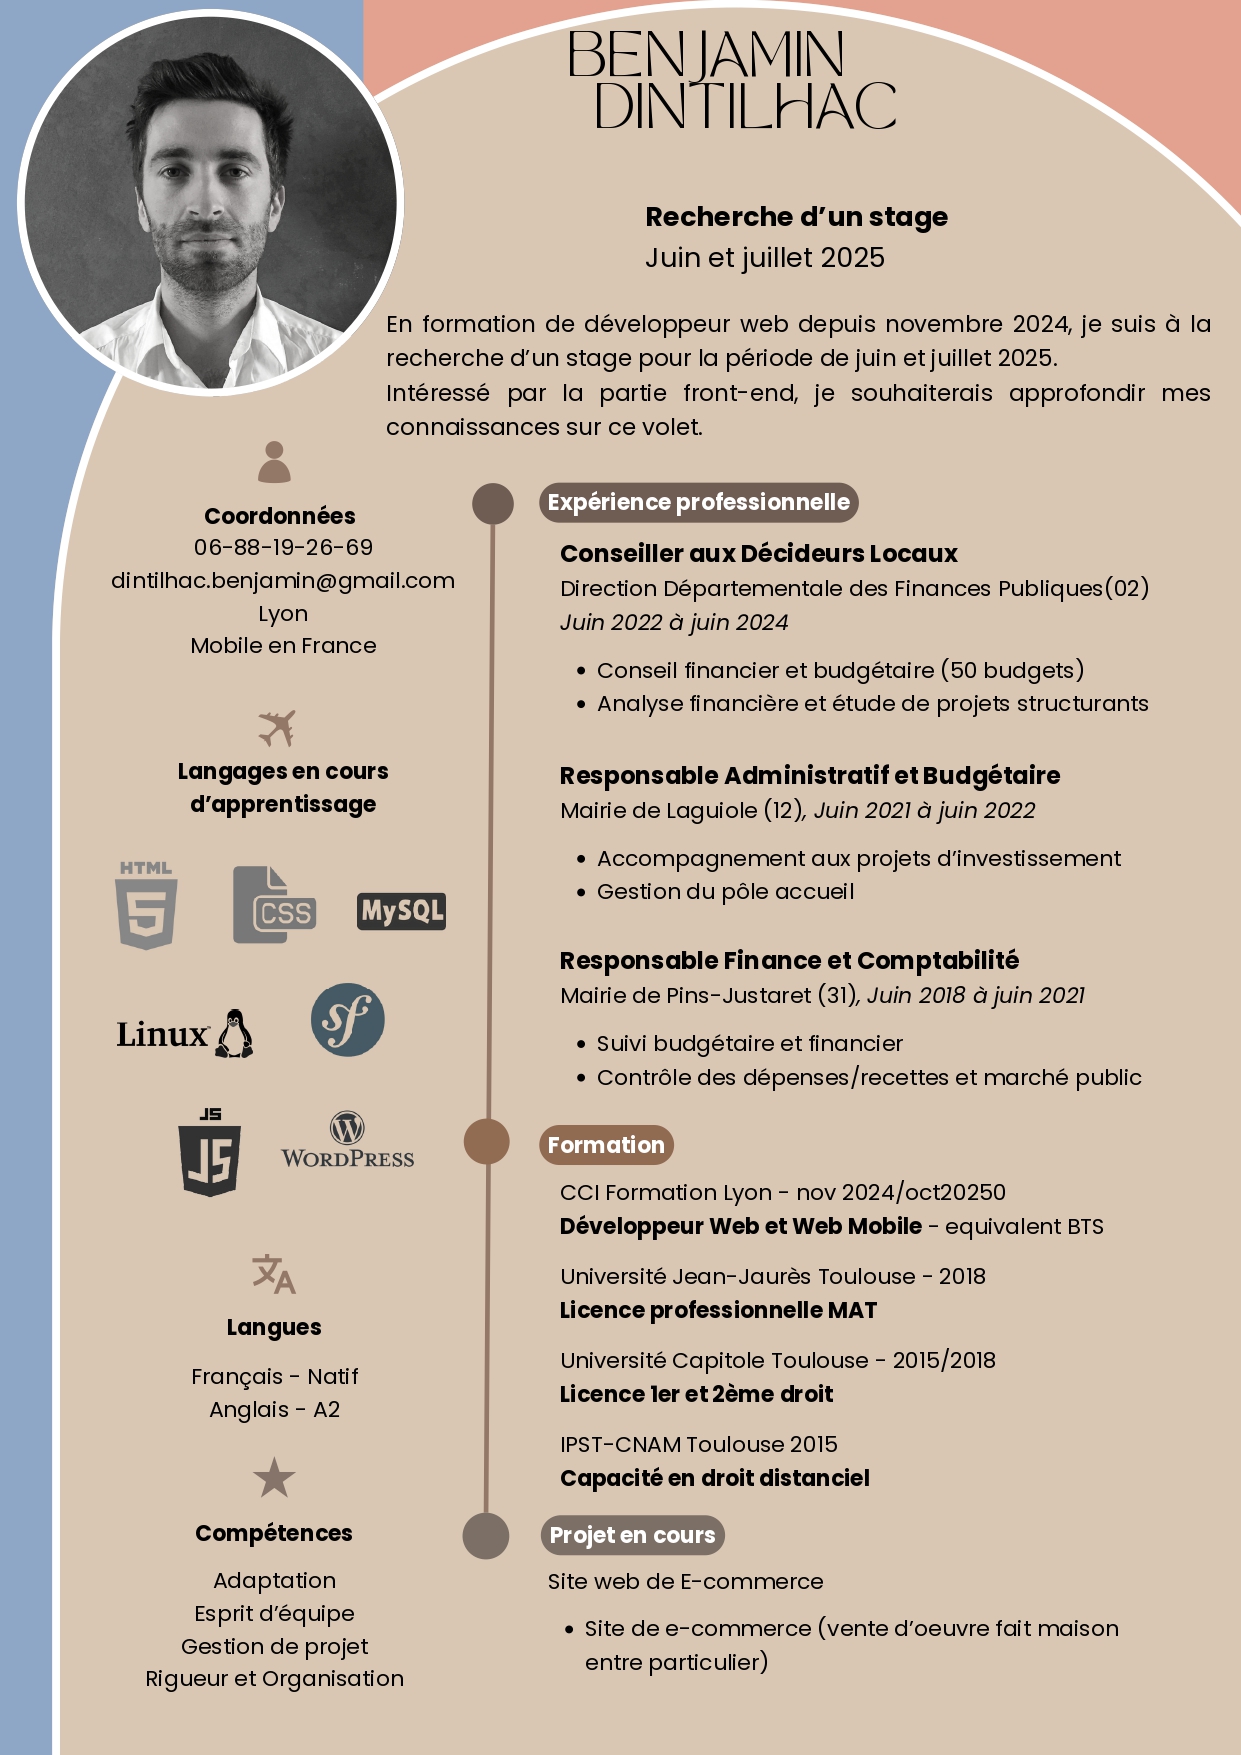 BENJAMIN
DINTILHAC
Recherche d’un stage
Juin et juillet 2025
En formation de développeur web depuis novembre 2024, je suis à la
recherche d’un stage pour la période de juin et juillet 2025.
Intéressé par la partie front-end, je souhaiterais approfondir mes
connaissances sur ce volet.
Coordonnées
06-88-19-26-69
dintilhac.benjamin@gmail.com
Lyon
Mobile en France
Langages en cours
d’apprentissage
HTML
5
CSS
MySQL
Linux
sf
JS
JS
W
WORDPRESS
Langues
Français - Natif
Anglais - A2
Compétences
Adaptation
Esprit d’équipe
Gestion de projet
Rigueur et Organisation
Expérience professionnelle
Conseiller aux Décideurs Locaux
Direction Départementale des Finances Publiques(02)
Juin 2022 à juin 2024
• Conseil financier et budgétaire (50 budgets)
• Analyse financière et étude de projets structurants
Responsable Administratif et Budgétaire
Mairie de Laguiole (12), Juin 2021 à juin 2022
• Accompagnement aux projets d’investissement
• Gestion du pôle accueil
Responsable Finance et Comptabilité
Mairie de Pins-Justaret (31), Juin 2018 à juin 2021
• Suivi budgétaire et financier
• Contrôle des dépenses/recettes et marché public
Formation
CCI Formation Lyon - nov 2024/oct20250
Développeur Web et Web Mobile - equivalent BTS
Université Jean-Jaurès Toulouse - 2018
Licence professionnelle MAT
Université Capitole Toulouse - 2015/2018
Licence 1er et 2ème droit
IPST-CNAM Toulouse 2015
Capacité en droit distanciel
Projet en cours
Site web de E-commerce
• Site de e-commerce (vente d’oeuvre fait maison
entre particulier)